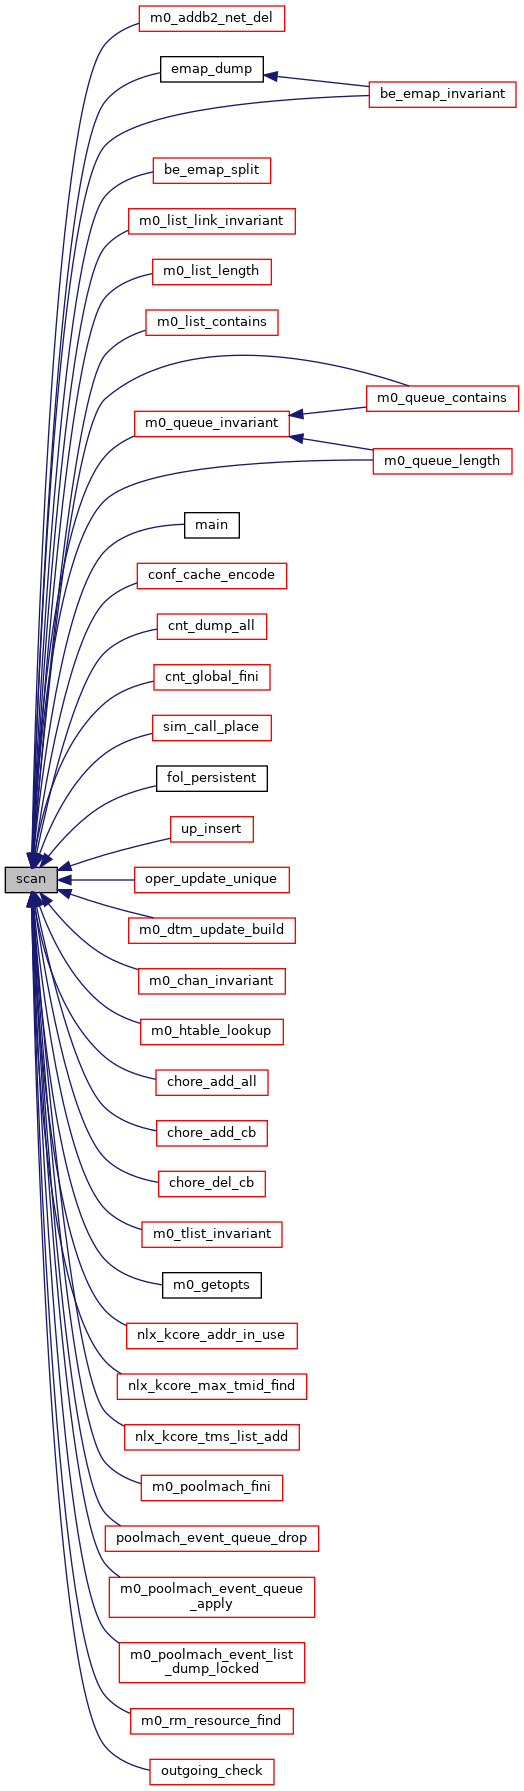 m0_addb2_net_del
emap_dump
be_emap_invariant
be_emap_split
m0_list_link_invariant
m0_list_length
m0_list_contains
m0_queue_contains
m0_queue_invariant
m0_queue_length
main
conf_cache_encode
cnt_dump_all
cnt_global_fini
sim_call_place
fol_persistent
up_insert
scan
oper_update_unique
m0_dtm_update_build
m0_chan_invariant
m0_htable_lookup
chore_add_all
chore_add_cb
chore_del_cb
m0_tlist_invariant
m0_getopts
nlx_kcore_addr_in_use
nlx_kcore_max_tmid_find
nlx_kcore_tms_list_add
m0_poolmach_fini
poolmach_event_queue_drop
m0_poolmach_event_queue
_apply
m0_poolmach_event_list
_dump_locked
m0_rm_resource_find
outgoing_check